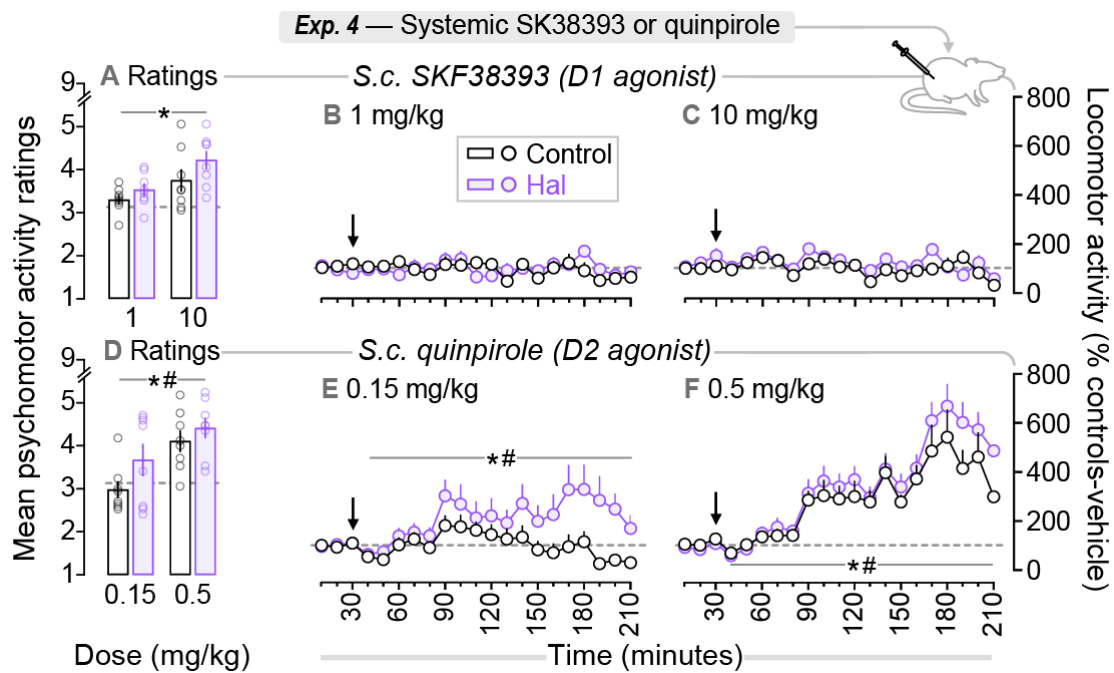 Exp. 4 — Systemic SK38393 or quinpirole
A Ratings
S.c. SKF38393 (D1 agonist)
B 1 mg/kg
C 10 mg/kg
Control
Hal
Mean psychomotor activity ratings
Locomotor activity (% controls-vehicle)
9
5
4
3
2
1
*
1 10
800
600
400
200
0
D Ratings
S.c. quinpirole (D2 agonist)
E 0.15 mg/kg
F 0.5 mg/kg
9
5
4
3
2
1
*#
0.15 0.5
*#
*#
800
600
400
200
0
30 60 90 120 150 180 210
30 60 90 120 150 180 210
Dose (mg/kg)
Time (minutes)